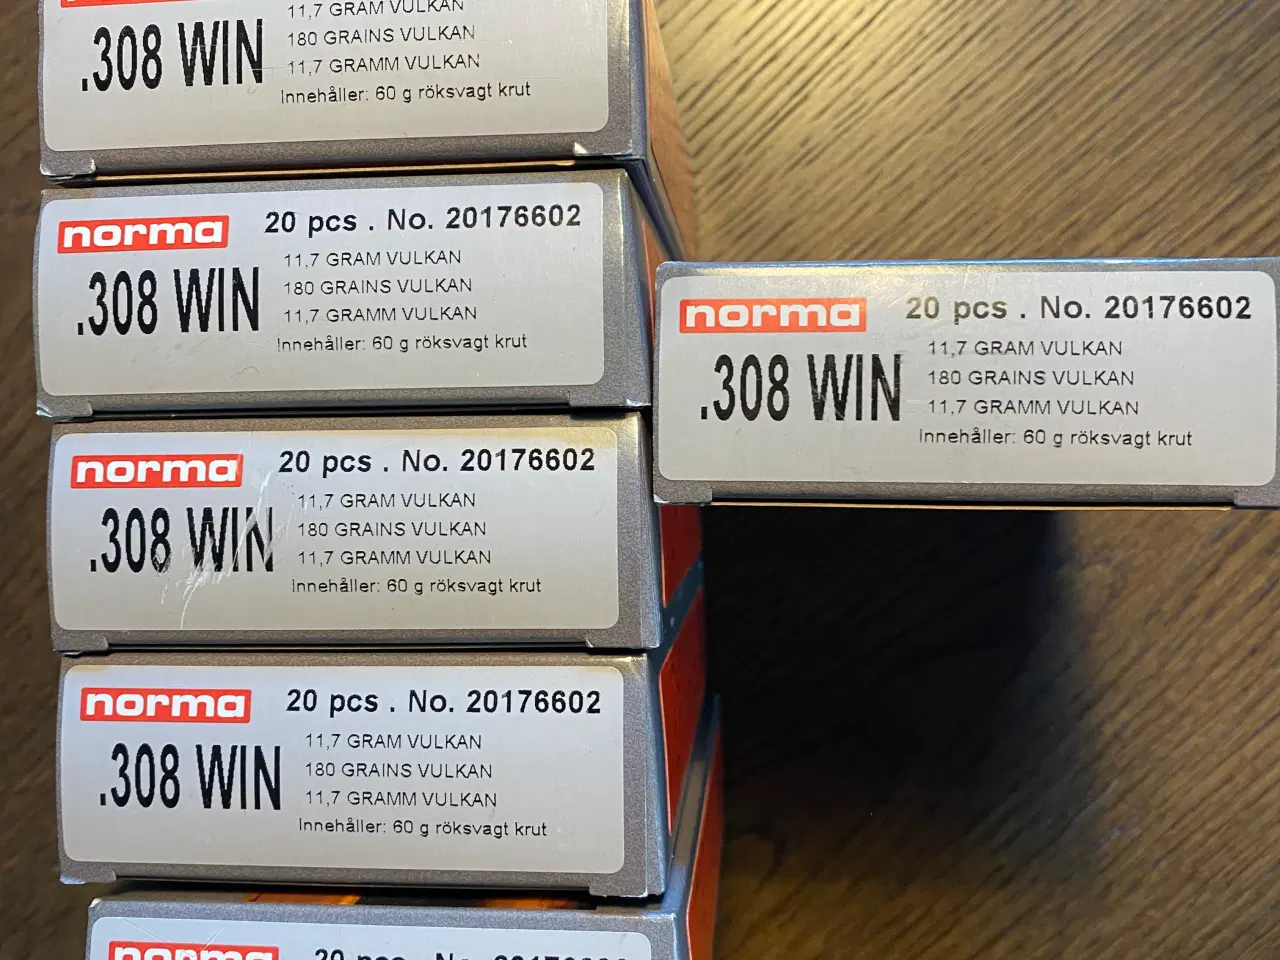 11,7 GRAM VULKAN
.308 WIN
180 GRAINS VULKAN
11,7 GRAMM VULKAN
Innehåller: 60 g röksvagt krut
norma
20 pcs . No. 20176602
.308 WIN
11,7 GRAM VULKAN
180 GRAINS VULKAN
11,7 GRAMM VULKAN
Innehåller: 60 g röksvagt krut
norma
20 pcs . No. 20176602
.308 WIN
11,7 GRAM VULKAN
180 GRAINS VULKAN
11,7 GRAMM VULKAN
Innehåller: 60 g röksvagt krut
norma
20 pcs . No. 20176602
.308 WIN
11,7 GRAM VULKAN
180 GRAINS VULKAN
11,7 GRAMM VULKAN
Innehåller: 60 g röksvagt krut
norma
20 pcs . No. 20176602
.308 WIN
11,7 GRAM VULKAN
180 GRAINS VULKAN
11,7 GRAMM VULKAN
Innehåller: 60 g röksvagt krut
norma
20 pcs . No.